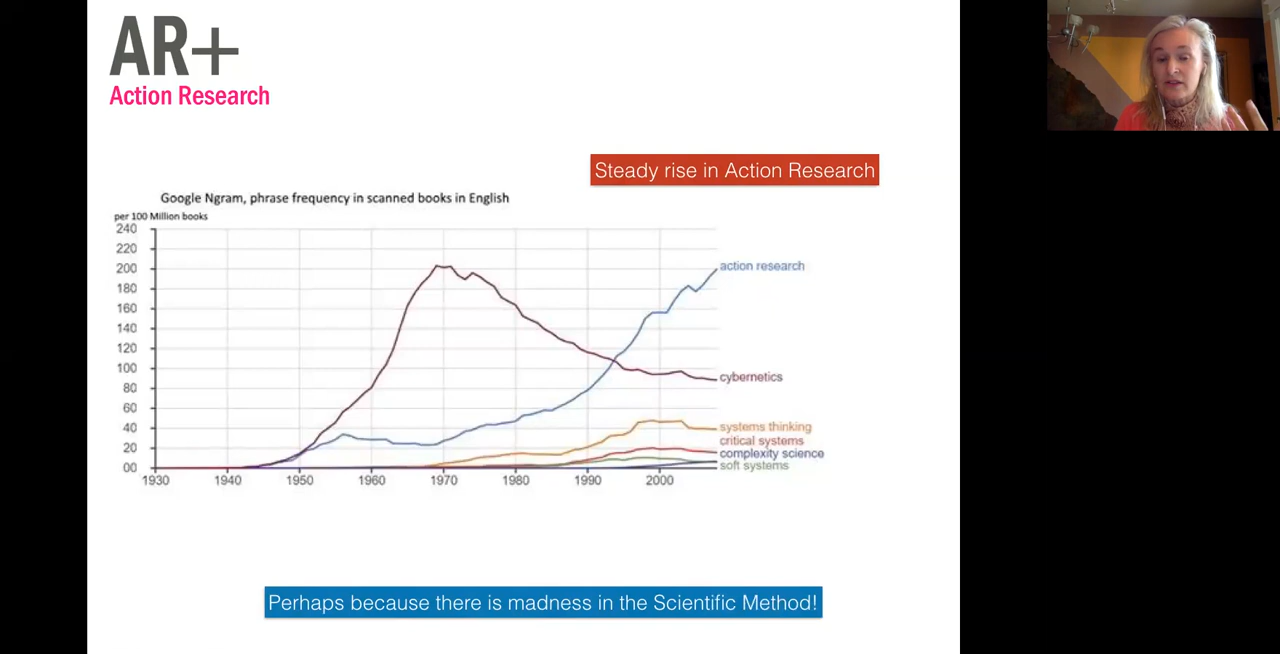 AR+
Action Research
Steady rise in Action Research
Google Ngram, phrase frequency in scanned books in English
per 100 Million books
240
220
200
180
160
140
120
100
80
60
40
20
00
1930 1940 1950 1960 1970 1980 1990 2000
action research
cybernetics
systems thinking
critical systems
complexity science
soft systems
Perhaps because there is madness in the Scientific Method!